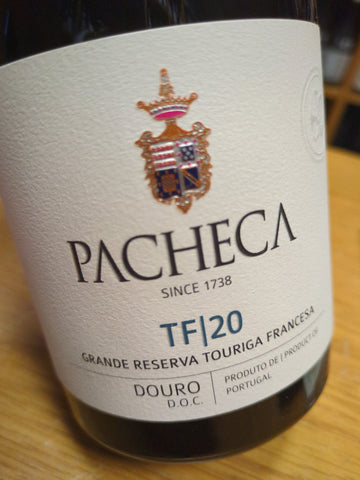 PACHECA
SINCE 1738
TF|20
GRANDE RESERVA TOURIGA FRANCESA
DOURO
D.O.C.
PRODUTO DE | PRODUCT OF
PORTUGAL